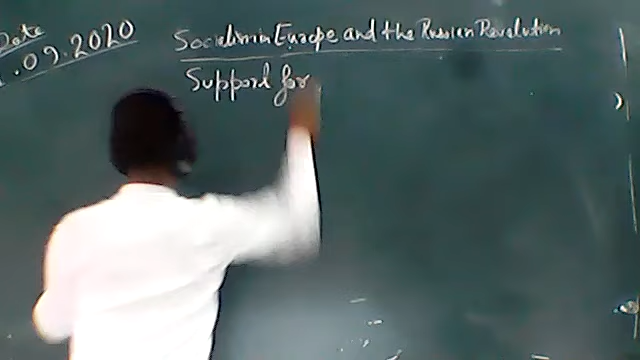 Date
.09.2020
Socialism in Europe and the Russian Revolution
Support for